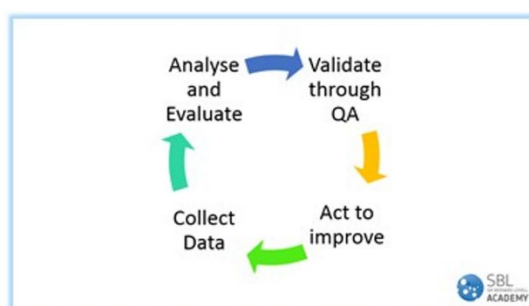 Analyse
and
Evaluate
Validate
through
QA
Act to
improve
Collect
Data
SBL
ACADEMY